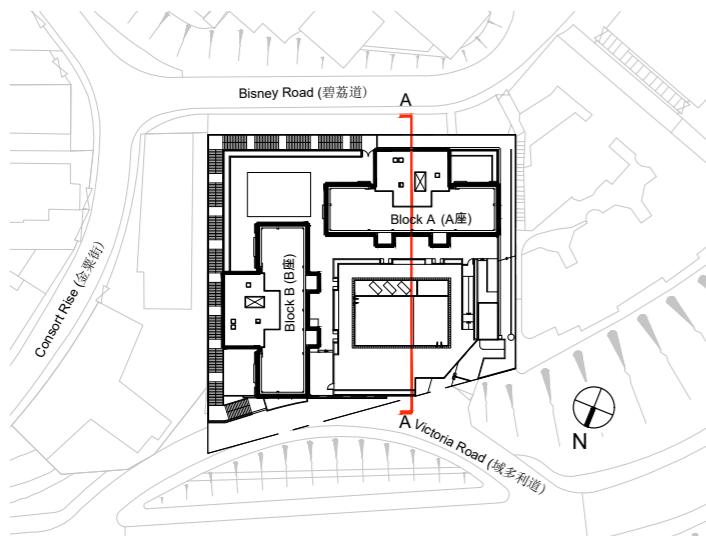 Bisney Road (碧荔道)
A
Block A (A座)
Block B (B座)
Consort Rise (金粟街)
A
Victoria Road (域多利道)
N